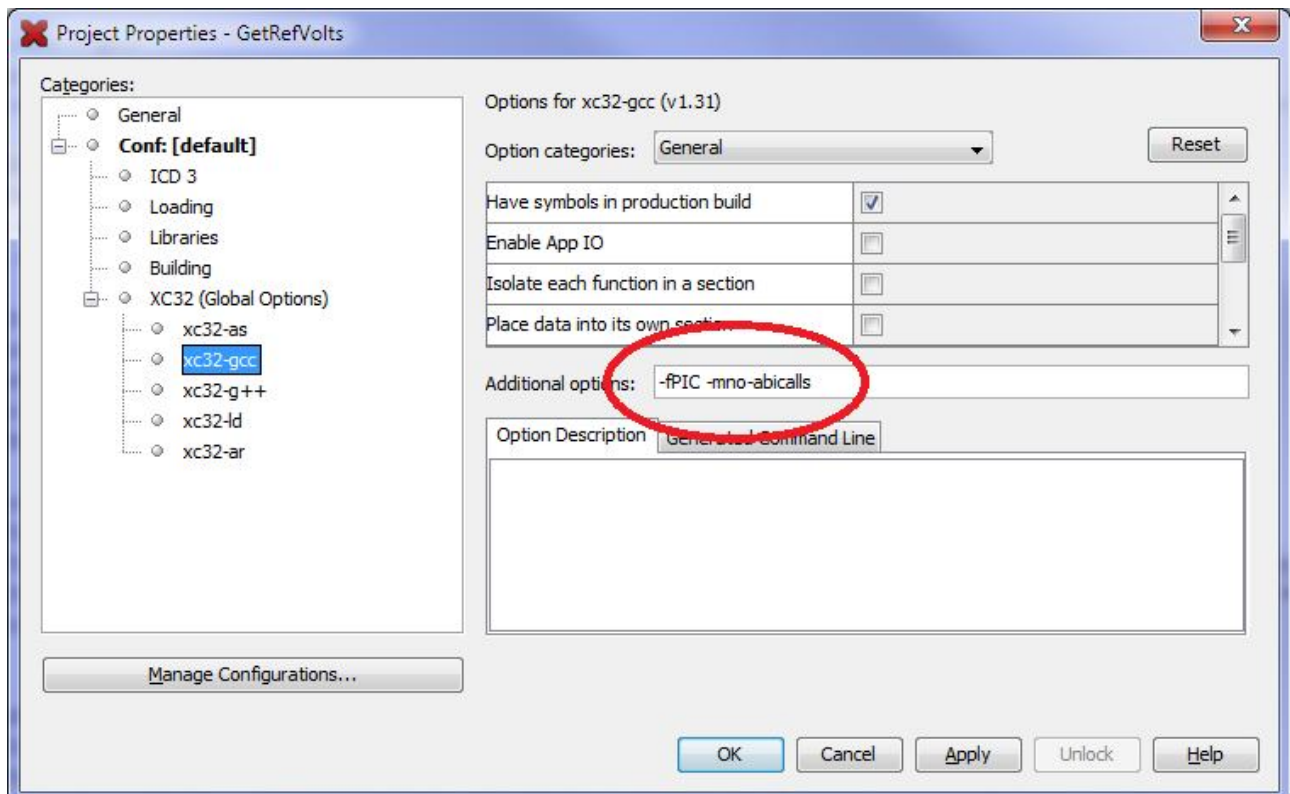 Project Properties - GetRefVolts
Categories:
General
Conf: [default]
ICD 3
Loading
Libraries
Building
XC32 (Global Options)
xc32-as
xc32-gcc
xc32-g++
xc32-ld
xc32-ar
Manage Configurations...
Options for xc32-gcc (v1.31)
Option categories: General Reset
Have symbols in production build
Enable App IO
Isolate each function in a section
Place data into its own section
Additional options: -fPIC -mno-abicalls
Option Description Generated Command Line
OK Cancel Apply Unlock Help